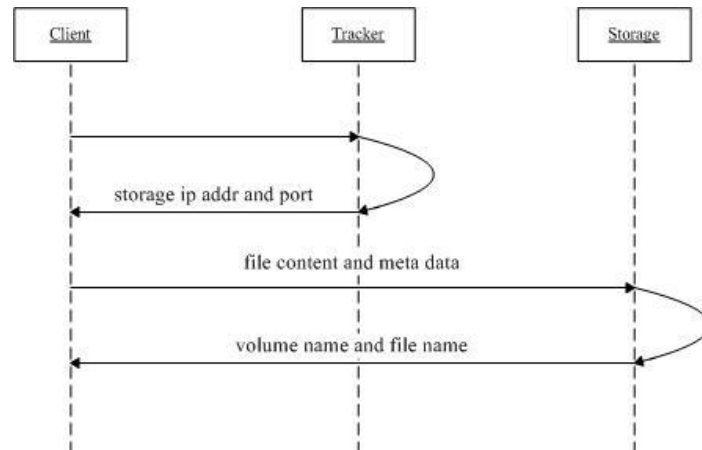 Client
Tracker
Storage
storage ip addr and port
file content and meta data
volume name and file name